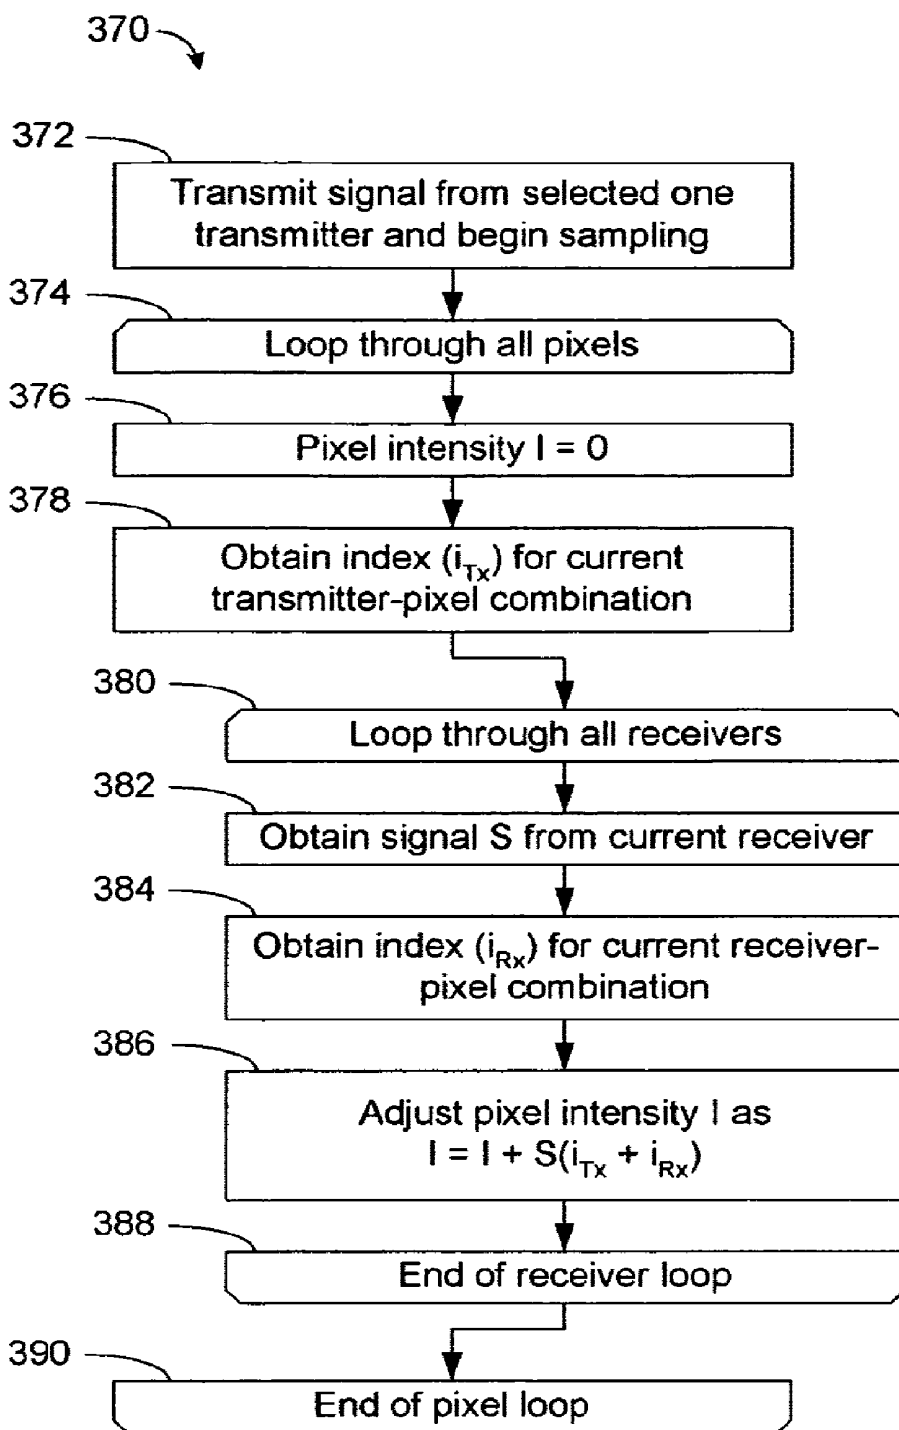 370
372
Transmit signal from selected one
transmitter and begin sampling
374
Loop through all pixels
376
Pixel intensity I = 0
378
Obtain index (i_Tx) for current
transmitter-pixel combination
380
Loop through all receivers
382
Obtain signal S from current receiver
384
Obtain index (i_Rx) for current receiver-
pixel combination
386
Adjust pixel intensity I as
I = I + S(i_Tx + i_Rx)
388
End of receiver loop
390
End of pixel loop